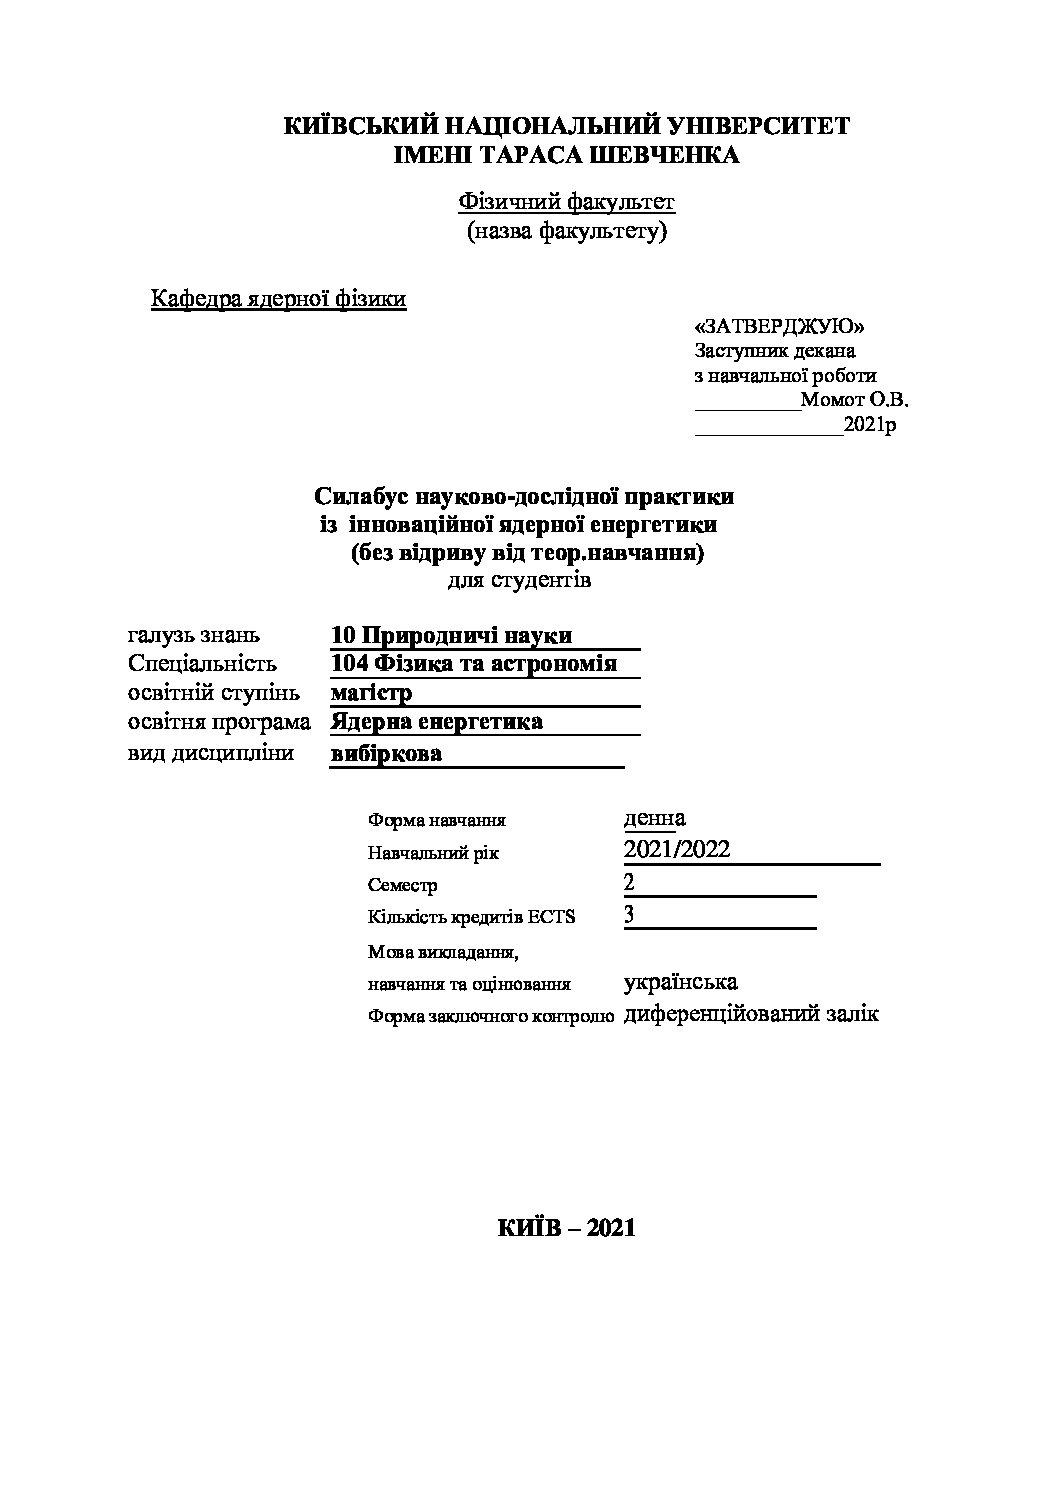 КИЇВСЬКИЙ НАЦІОНАЛЬНИЙ УНІВЕРСИТЕТ
ІМЕНІ ТАРАСА ШЕВЧЕНКА
Фізичний факультет
(назва факультету)
Кафедра ядерної фізики
«ЗАТВЕРДЖУЮ»
Заступник декана
з навчальної роботи
__________Момот О.В.
______________2021р
Силабус науково-дослідної практики
із інноваційної ядерної енергетики
(без відриву від теор.навчання)
для студентів
галузь знань 10 Природничі науки
Спеціальність 104 Фізика та астрономія
освітній ступінь магістр
освітня програма Ядерна енергетика
вид дисципліни вибіркова
Форма навчання денна
Навчальний рік 2021/2022
Семестр 2
Кількість кредитів ECTS 3
Мова викладання,
навчання та оцінювання українська
Форма заключного контролю диференційований залік
КИЇВ – 2021